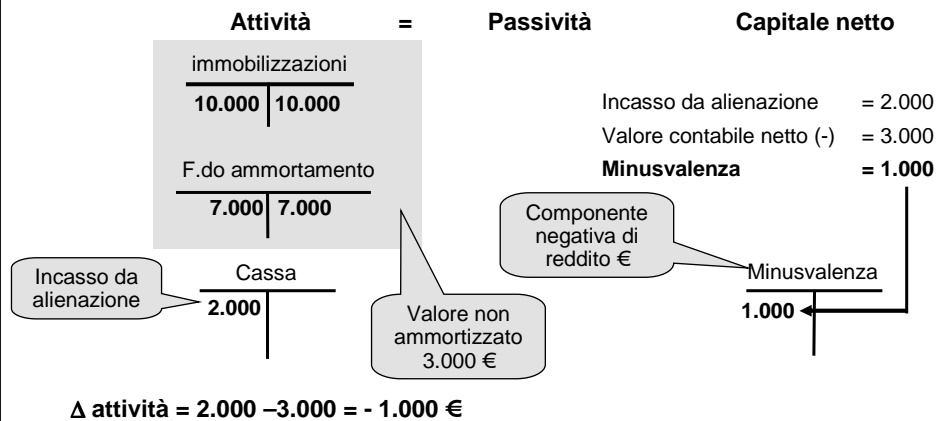 Attività = Passività Capitale netto
immobilizzazioni
10.000 10.000
Incasso da alienazione = 2.000
Valore contabile netto (-) = 3.000
Minusvalenza = 1.000
F.do ammortamento
7.000 7.000
Componente
negativa di
reddito €
Incasso da
alienazione
Cassa
2.000
Valore non
ammortizzato
3.000 €
Minusvalenza
1.000
Δ attività = 2.000 –3.000 = - 1.000 €